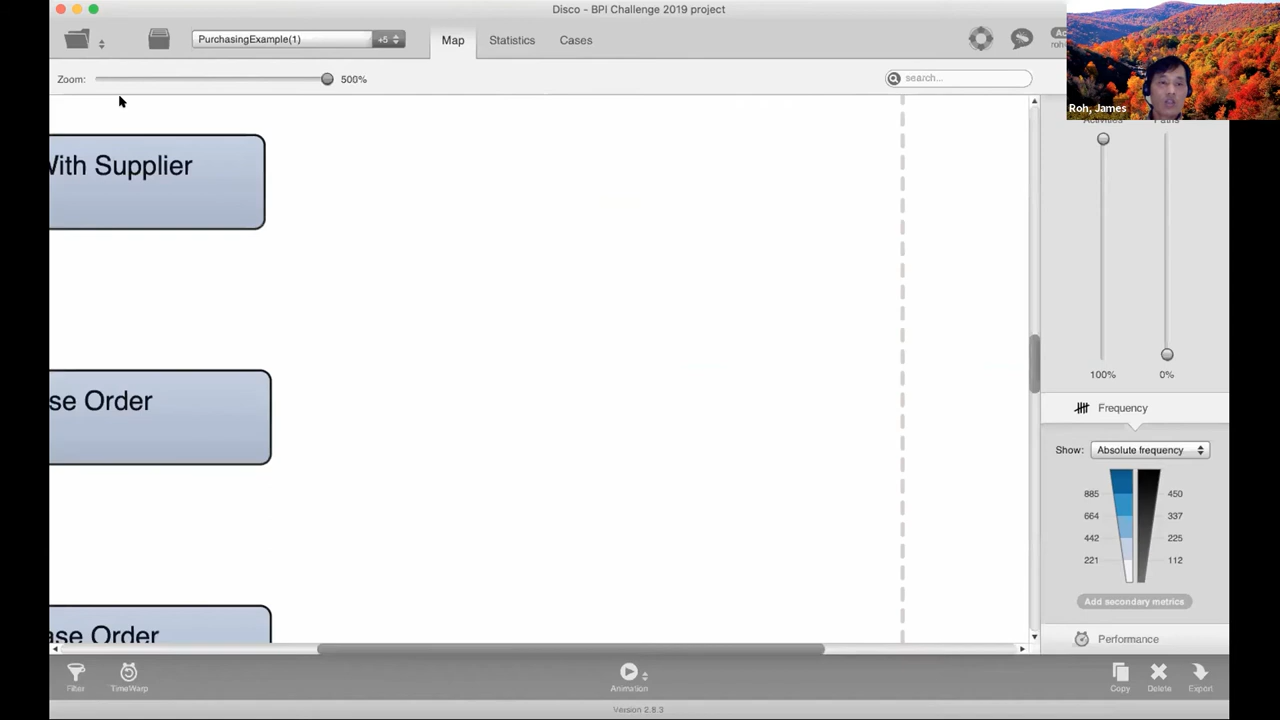 Disco - BPI Challenge 2019 project
PurchasingExample(1)
+5
Map
Statistics
Cases
Roh, James
Zoom:
500%
search...
With Supplier
100%
0%
se Order
Frequency
Show:
Absolute frequency
885
450
664
337
442
225
221
112
Add secondary metrics
ase Order
Performance
Filter
TimeWarp
Animation
Copy
Delete
Export
Version 2.8.3